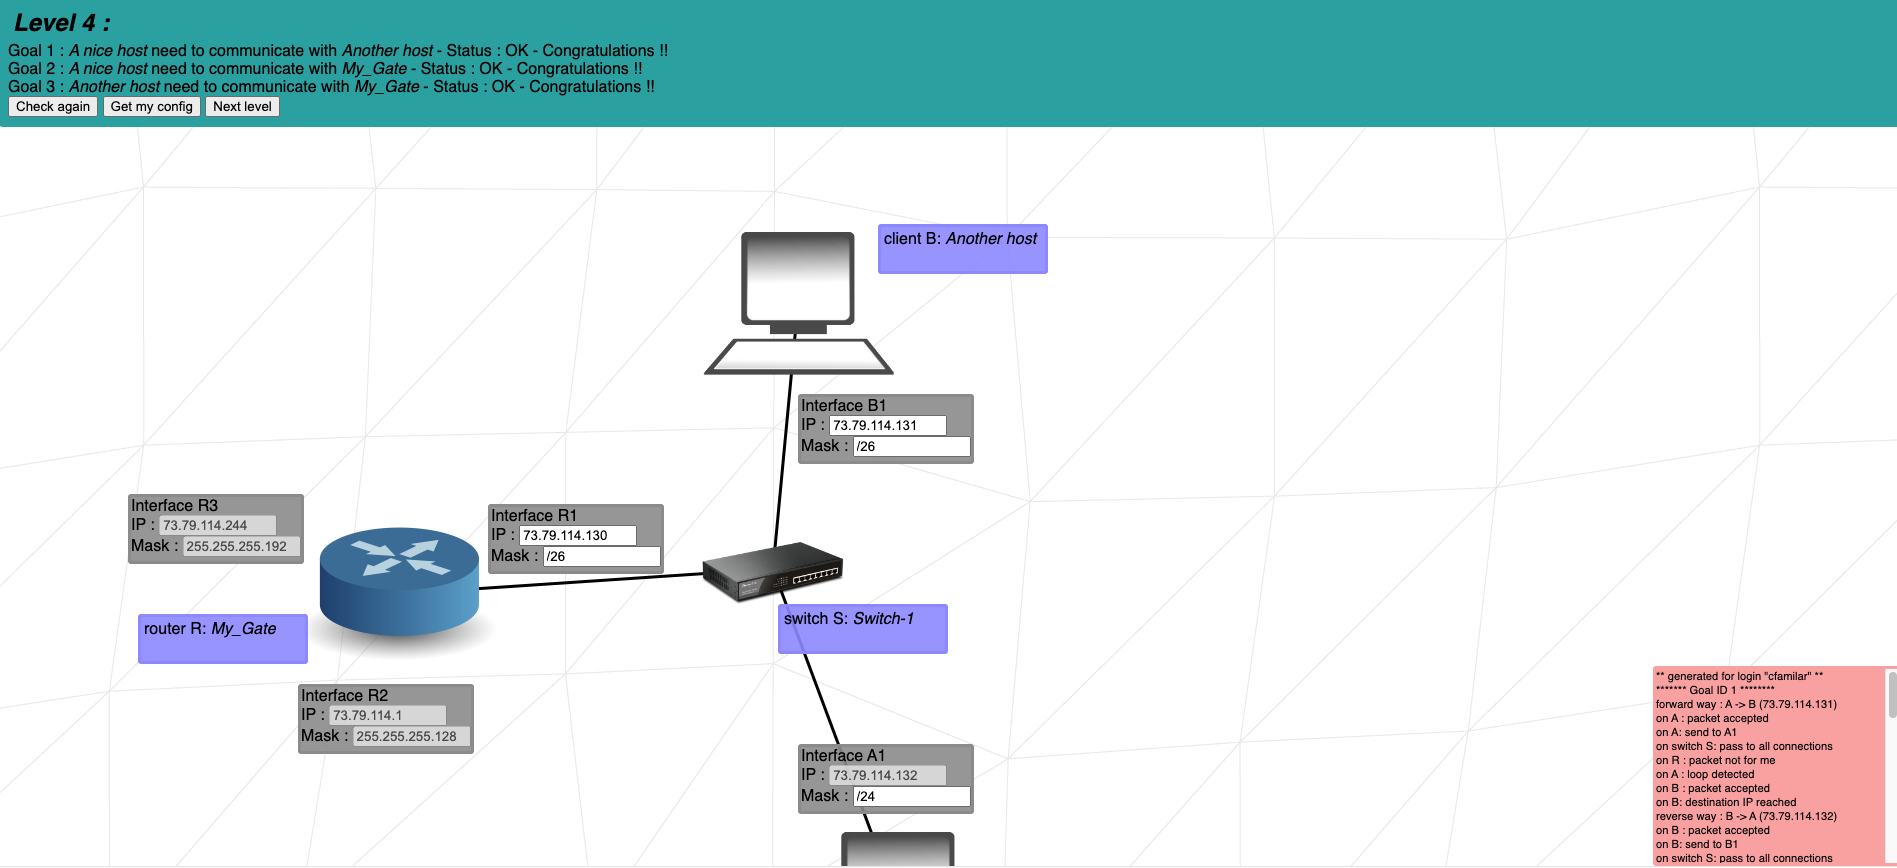 Level 4 :
Goal 1 : A nice host need to communicate with Another host - Status : OK - Congratulations !!
Goal 2 : A nice host need to communicate with My_Gate - Status : OK - Congratulations !!
Goal 3 : Another host need to communicate with My_Gate - Status : OK - Congratulations !!
Check again Get my config Next level
client B: Another host
Interface B1
IP : 73.79.114.131
Mask : /26
Interface R3
IP : 73.79.114.244
Mask : 255.255.255.192
Interface R1
IP : 73.79.114.130
Mask : /26
router R: My_Gate
switch S: Switch-1
Interface R2
IP : 73.79.114.1
Mask : 255.255.255.128
Interface A1
IP : 73.79.114.132
Mask : /24
** generated for login "cfamilar" **
******* Goal ID 1 ********
forward way : A -> B (73.79.114.131)
on A : packet accepted
on A: send to A1
on switch S: pass to all connections
on R : packet not for me
on A : loop detected
on B : packet accepted
on B: destination IP reached
reverse way : B -> A (73.79.114.132)
on B : packet accepted
on B: send to B1
on switch S: pass to all connections